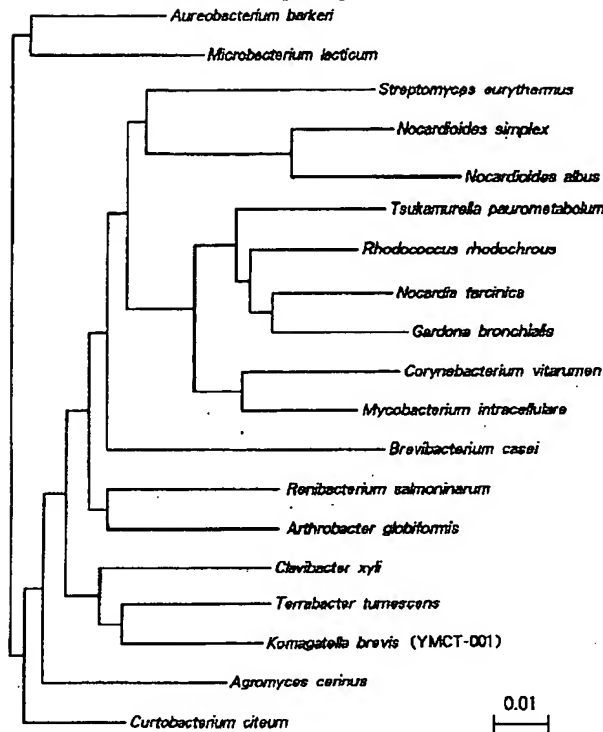 Aureobacterium barkeri
Microbacterium lacticum
Streptomyces eurythermus
Nocardioides simplex
Nocardioides albus
Tsukamurella paurometabolum
Rhodococcus rhodochrous
Nocardia farcinica
Gordona bronchialis
Corynebacterium vitarumen
Mycobacterium intracellulare
Brevibacterium casei
Renibacterium salmoninarum
Arthrobacter globiformis
Clavibacter xyli
Terrabacter tumescens
Komagatella brevis (YMCT-001)
Agromyces cerinus
0.01
Curtobacterium citeum